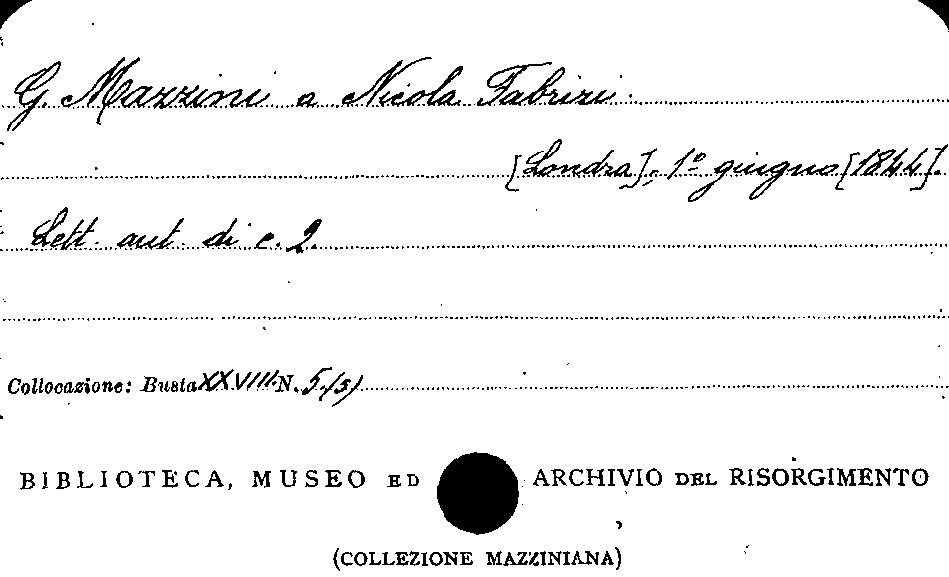 G. Mazzini a Nicola Fabrizi.
[Londra], 1º giugno [1844].
Lett. aut. di c. 2.
Collocazione: Busta XXVIII N. 5.(5)
BIBLIOTECA, MUSEO ED ARCHIVIO DEL RISORGIMENTO
(COLLEZIONE MAZZINIANA)